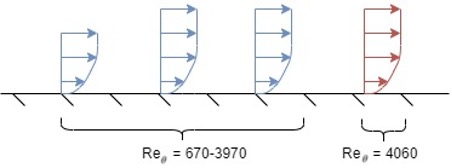 Re_θ = 670-3970
Re_θ = 4060